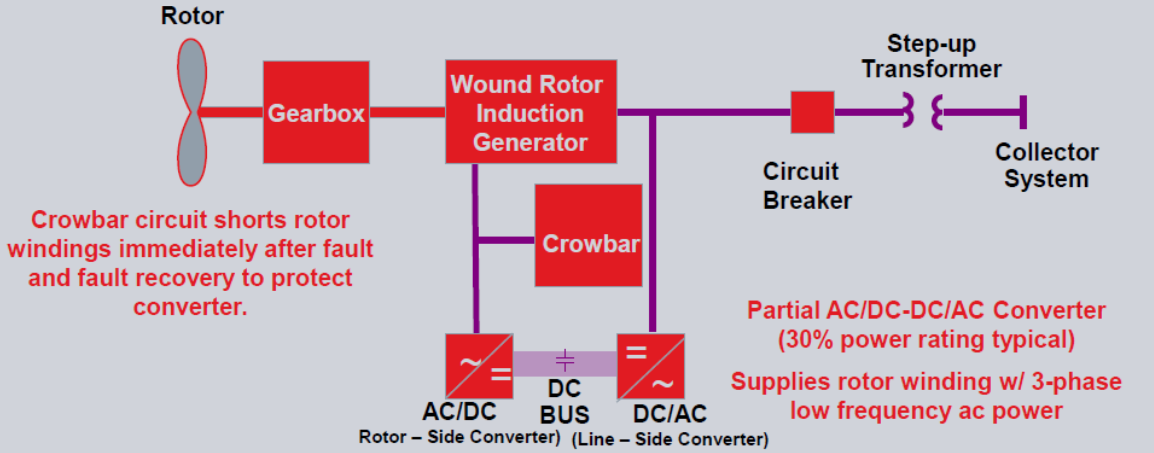 Rotor
Gearbox
Wound Rotor
Induction
Generator
Step-up
Transformer
Circuit
Breaker
Collector
System
Crowbar circuit shorts rotor
windings immediately after fault
and fault recovery to protect
converter.
Crowbar
~
=
DC
BUS
=
~
AC/DC
DC/AC
Rotor – Side Converter)
(Line – Side Converter)
Partial AC/DC-DC/AC Converter
(30% power rating typical)
Supplies rotor winding w/ 3-phase
low frequency ac power